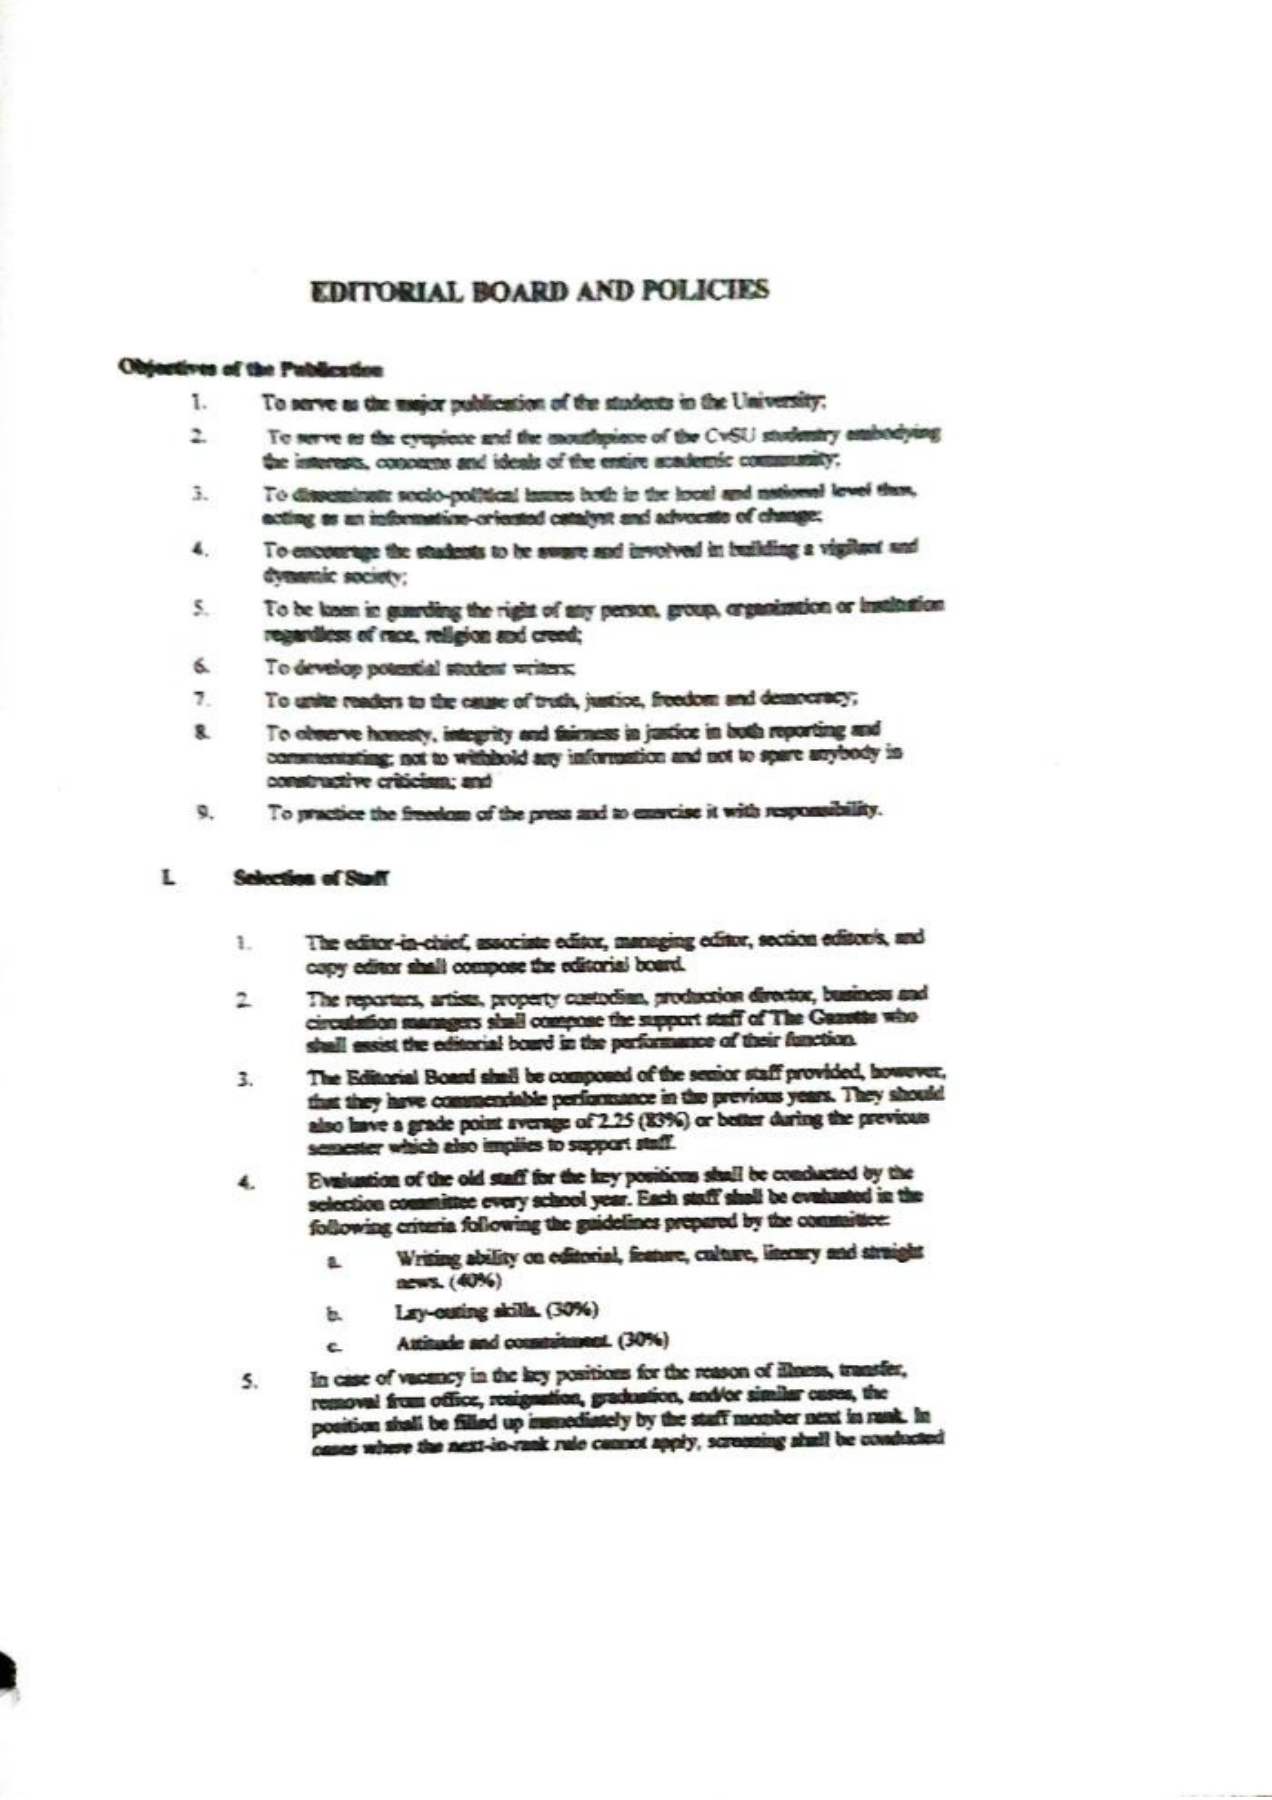 EDITORIAL BOARD AND POLICIES
Objectives of the Publication
1. To serve as the major publication of the students in the University;
2. To serve as the eyepiece and the mouthpiece of the CvSU studentry embodying
the interests, concerns and ideals of the entire academic community;
3. To disseminate socio-political issues both in the local and national level thus,
acting as an information-oriented catalyst and advocate of change;
4. To encourage the students to be aware and involved in building a vigilant and
dynamic society;
5. To be keen in guarding the right of any person, group, organization or institution
regardless of race, religion and creed;
6. To develop potential student writers;
7. To unite readers to the cause of truth, justice, freedom and democracy;
8. To observe honesty, integrity and fairness in justice in both reporting and
commentating; not to withhold any information and not to spare anybody in
constructive criticism; and
9. To practice the freedom of the press and to exercise it with responsibility.
I. Selection of Staff
1. The editor-in-chief, associate editor, managing editor, section editor/s, and
copy editor shall compose the editorial board.
2. The reporters, artists, property custodian, production director, business and
circulation managers shall compose the support staff of The Gazette who
shall assist the editorial board in the performance of their function.
3. The Editorial Board shall be composed of the senior staff provided, however,
that they have commendable performance in the previous years. They should
also have a grade point average of 2.25 (83%) or better during the previous
semester which also implies to support staff.
4. Evaluation of the old staff for the key positions shall be conducted by the
selection committee every school year. Each staff shall be evaluated in the
following criteria following the guidelines prepared by the committee:
a. Writing ability on editorial, feature, culture, literary and straight
news. (40%)
b. Lay-outing skills. (30%)
c. Attitude and commitment. (30%)
5. In case of vacancy in the key positions for the reason of illness, transfer,
removal from office, resignation, graduation, and/or similar cases, the
position shall be filled up immediately by the staff member next in rank. In
cases where the next-in-rank rule cannot apply, screening shall be conducted